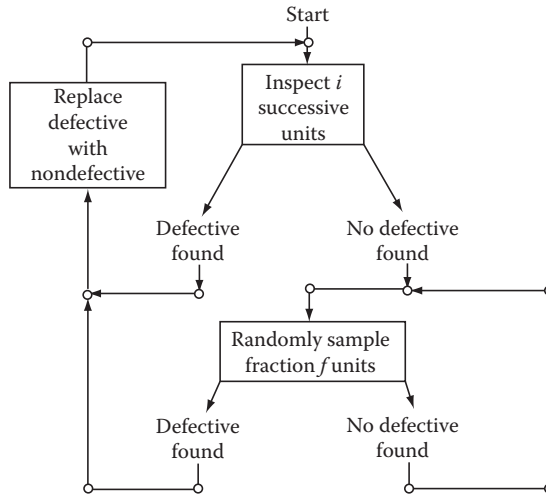 Start
Replace
defective
with
nondefective
Inspect i
successive
units
Defective
found
No defective
found
Randomly sample
fraction f units
Defective
found
No defective
found